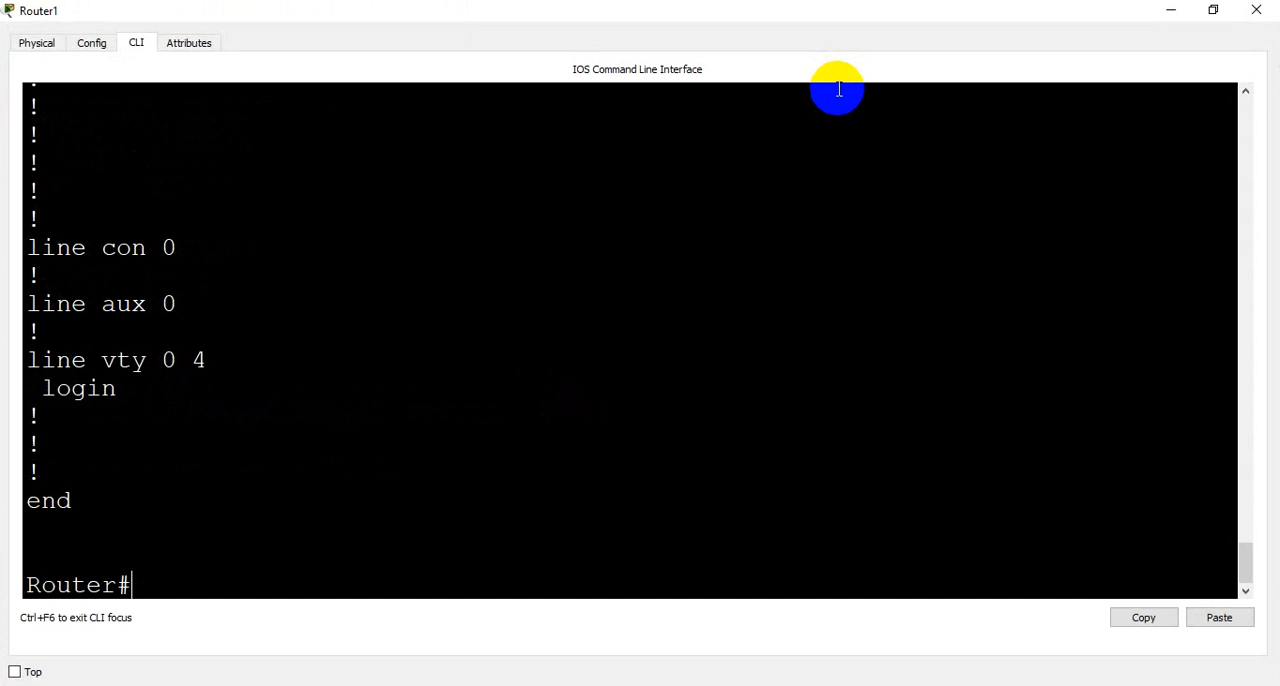 Router1
Physical Config CLI Attributes
IOS Command Line Interface
!
!
!
!
!
!
line con 0
!
line aux 0
!
line vty 0 4
 login
!
!
!
end
Router#
Ctrl+F6 to exit CLI focus
Copy Paste
Top